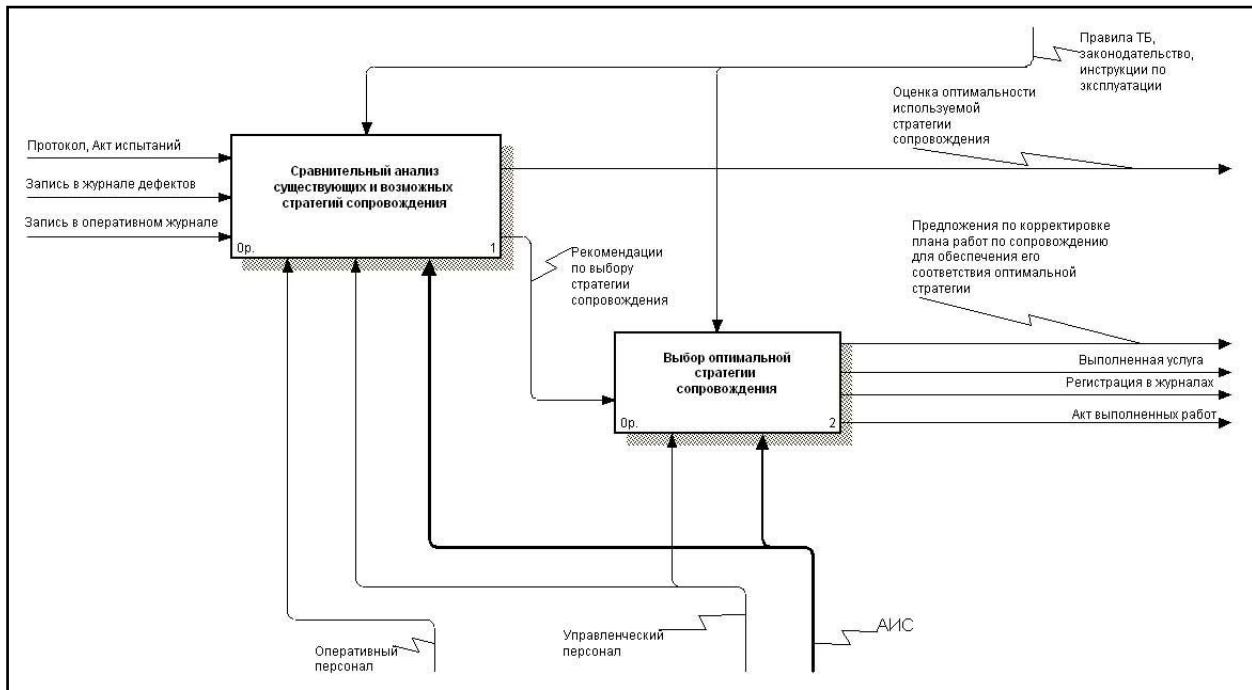 Правила ТБ,
законодательство,
инструкции по
эксплуатации
Оценка оптимальности
используемой
стратегии
сопровождения
Протокол, Акт испытаний
Запись в журнале дефектов
Запись в оперативном журнале
Сравнительный анализ
существующих и возможных
стратегий сопровождения
0р.
1
Рекомендации
по выбору
стратегии
сопровождения
Предложения по корректировке
плана работ по сопровождению
для обеспечения его
соответствия оптимальной
стратегии
Выбор оптимальной
стратегии
сопровождения
0р.
2
Выполненная услуга
Регистрация в журналах
Акт выполненных работ
Оперативный
персонал
Управленческий
персонал
АИС